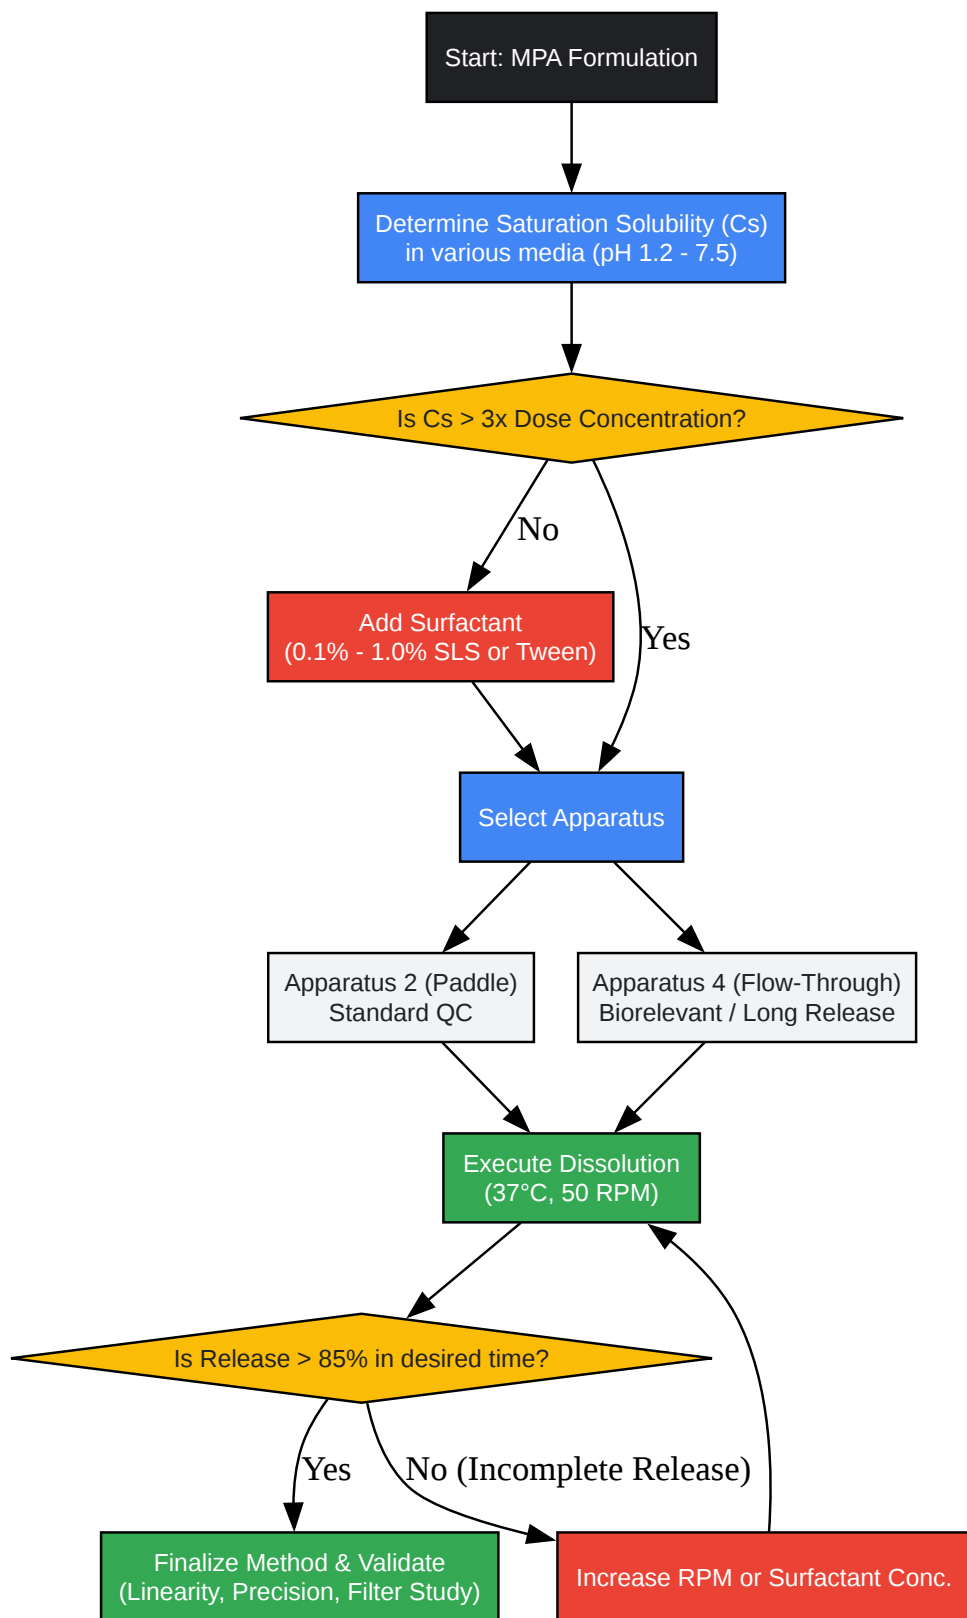 Start: MPA Formulation
Determine Saturation Solubility (Cs)
in various media (pH 1.2 - 7.5)
Is Cs > 3x Dose Concentration?
No
Add Surfactant
(0.1% - 1.0% SLS or Tween)
Yes
Select Apparatus
Apparatus 2 (Paddle)
Standard QC
Apparatus 4 (Flow-Through)
Biorelevant / Long Release
Execute Dissolution
(37°C, 50 RPM)
Is Release > 85% in desired time?
Yes
No (Incomplete Release)
Finalize Method & Validate
(Linearity, Precision, Filter Study)
Increase RPM or Surfactant Conc.